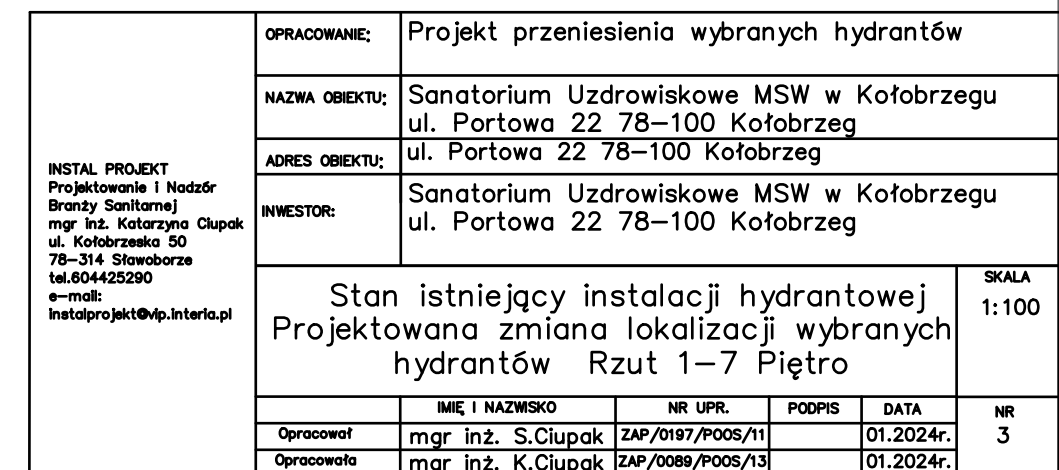 INSTAL PROJEKT
Projektowanie i Nadzór
Branży Sanitarnej
mgr inż. Katarzyna Ciupak
ul. Kołobrzeska 50
78-314 Sławoborze
tel.604425290
e-mail:
instalprojekt@vip.interia.pl
OPRACOWANIE: Projekt przeniesienia wybranych hydrantów
NAZWA OBIEKTU: Sanatorium Uzdrowiskowe MSW w Kołobrzegu
ul. Portowa 22 78-100 Kołobrzeg
ADRES OBIEKTU: ul. Portowa 22 78-100 Kołobrzeg
INWESTOR: Sanatorium Uzdrowiskowe MSW w Kołobrzegu
ul. Portowa 22 78-100 Kołobrzeg
Stan istniejący instalacji hydrantowej
Projektowana zmiana lokalizacji wybranych
hydrantów Rzut 1-7 Piętro
SKALA
1:100
IMIĘ I NAZWISKO NR UPR. PODPIS DATA NR
Opracował mgr inż. S.Ciupak ZAP/0197/POOS/11 01.2024r. 3
Opracowała mgr inż. K.Ciupak ZAP/0089/POOS/13 01.2024r.